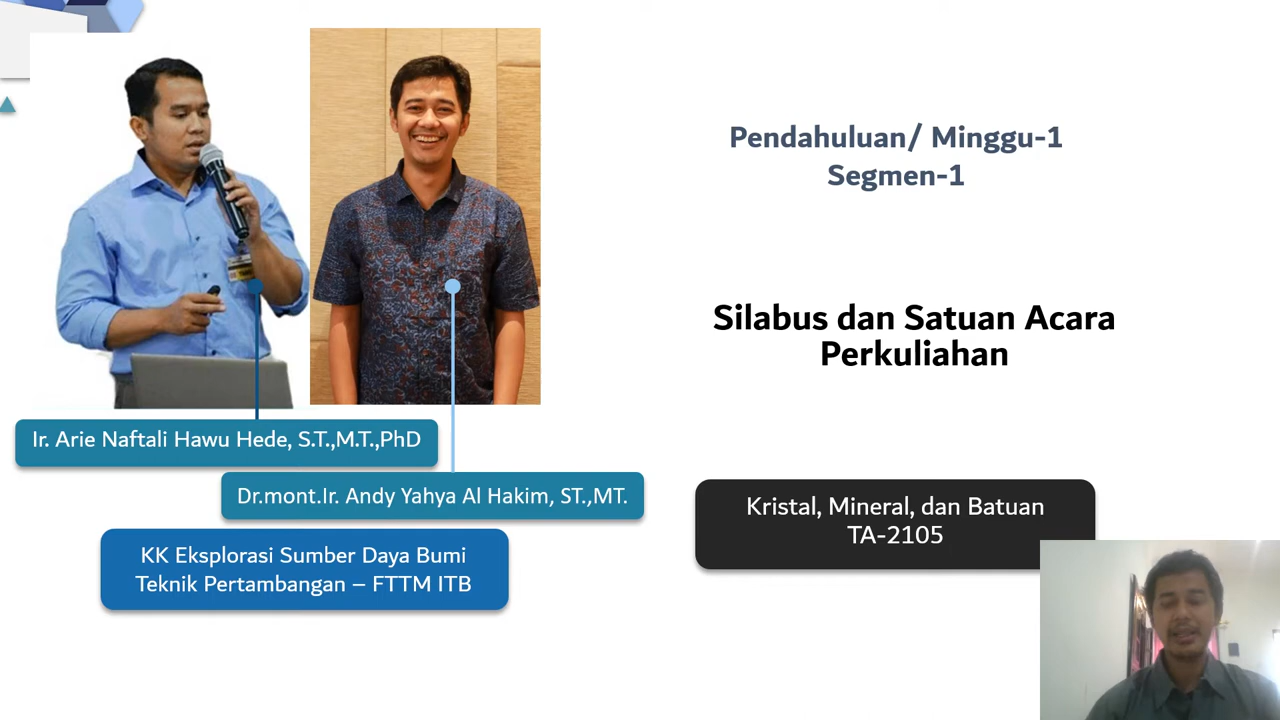 Pendahuluan/ Minggu-1
Segmen-1
Silabus dan Satuan Acara
Perkuliahan
Ir. Arie Naftali Hawu Hede, S.T.,M.T.,PhD
Dr.mont.Ir. Andy Yahya Al Hakim, ST.,MT.
KK Eksplorasi Sumber Daya Bumi
Teknik Pertambangan – FTTM ITB
Kristal, Mineral, dan Batuan
TA-2105